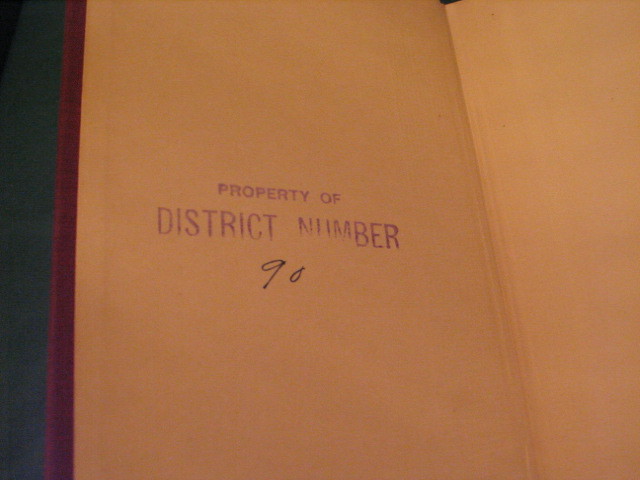 PROPERTY OF
DISTRICT NUMBER
90